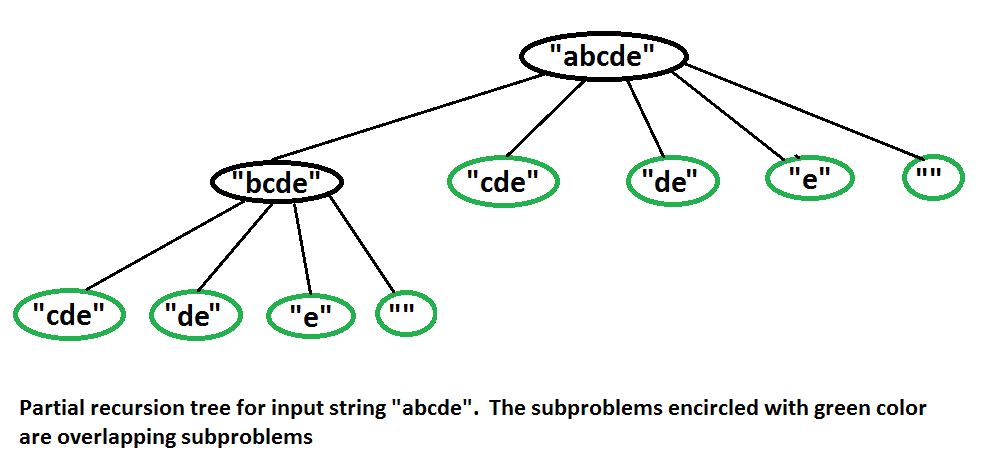 "abcde"
"bcde" "cde" "de" "e" ""
"cde" "de" "e" ""
Partial recursion tree for input string "abcde". The subproblems encircled with green color
are overlapping subproblems